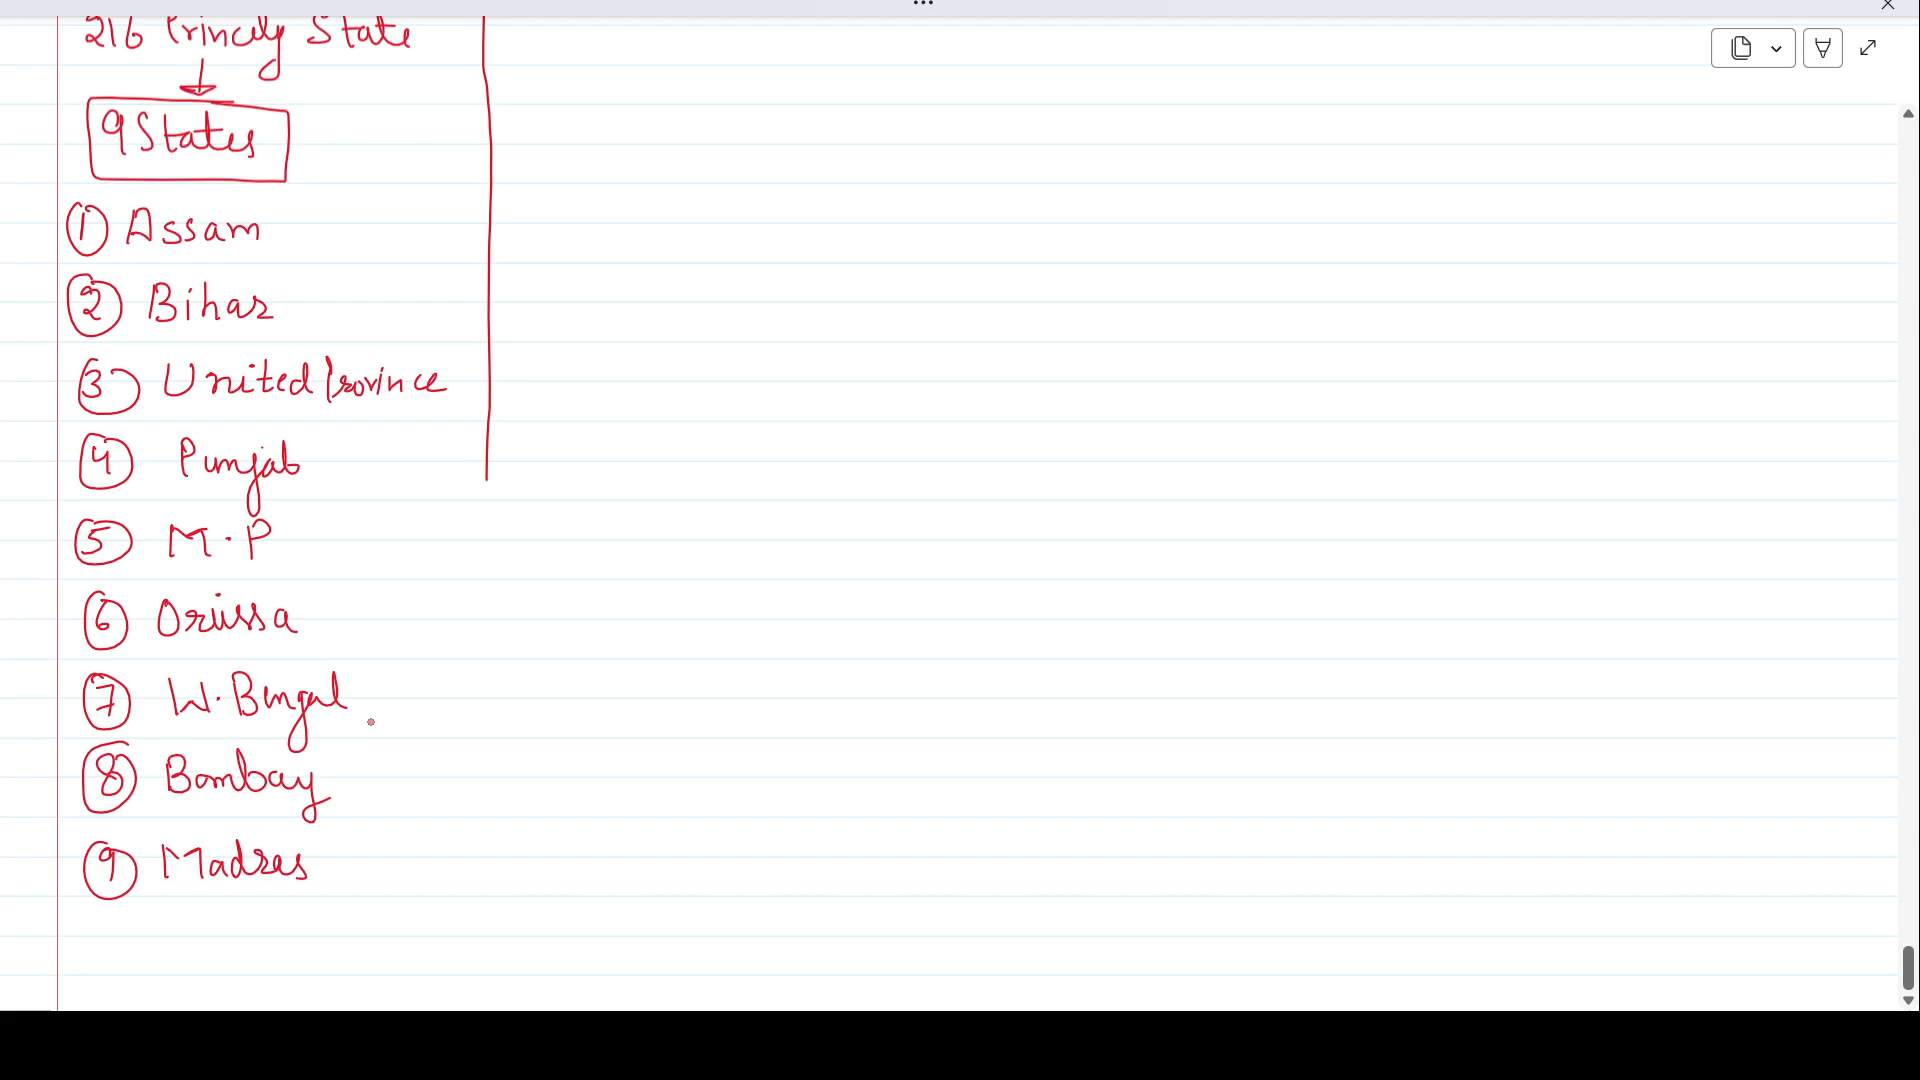 216 Princely State
9 States
1 Assam
2 Bihar
3 United Province
4 Punjab
5 M.P
6 Orissa
7 W. Bengal
8 Bombay
9 Madras